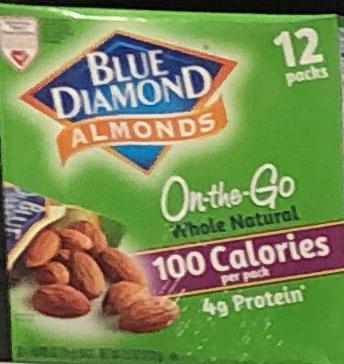 12
packs
BLUE
DIAMOND
ALMONDS
On-the-Go
Whole Natural
100 Calories
per pack
4g Protein